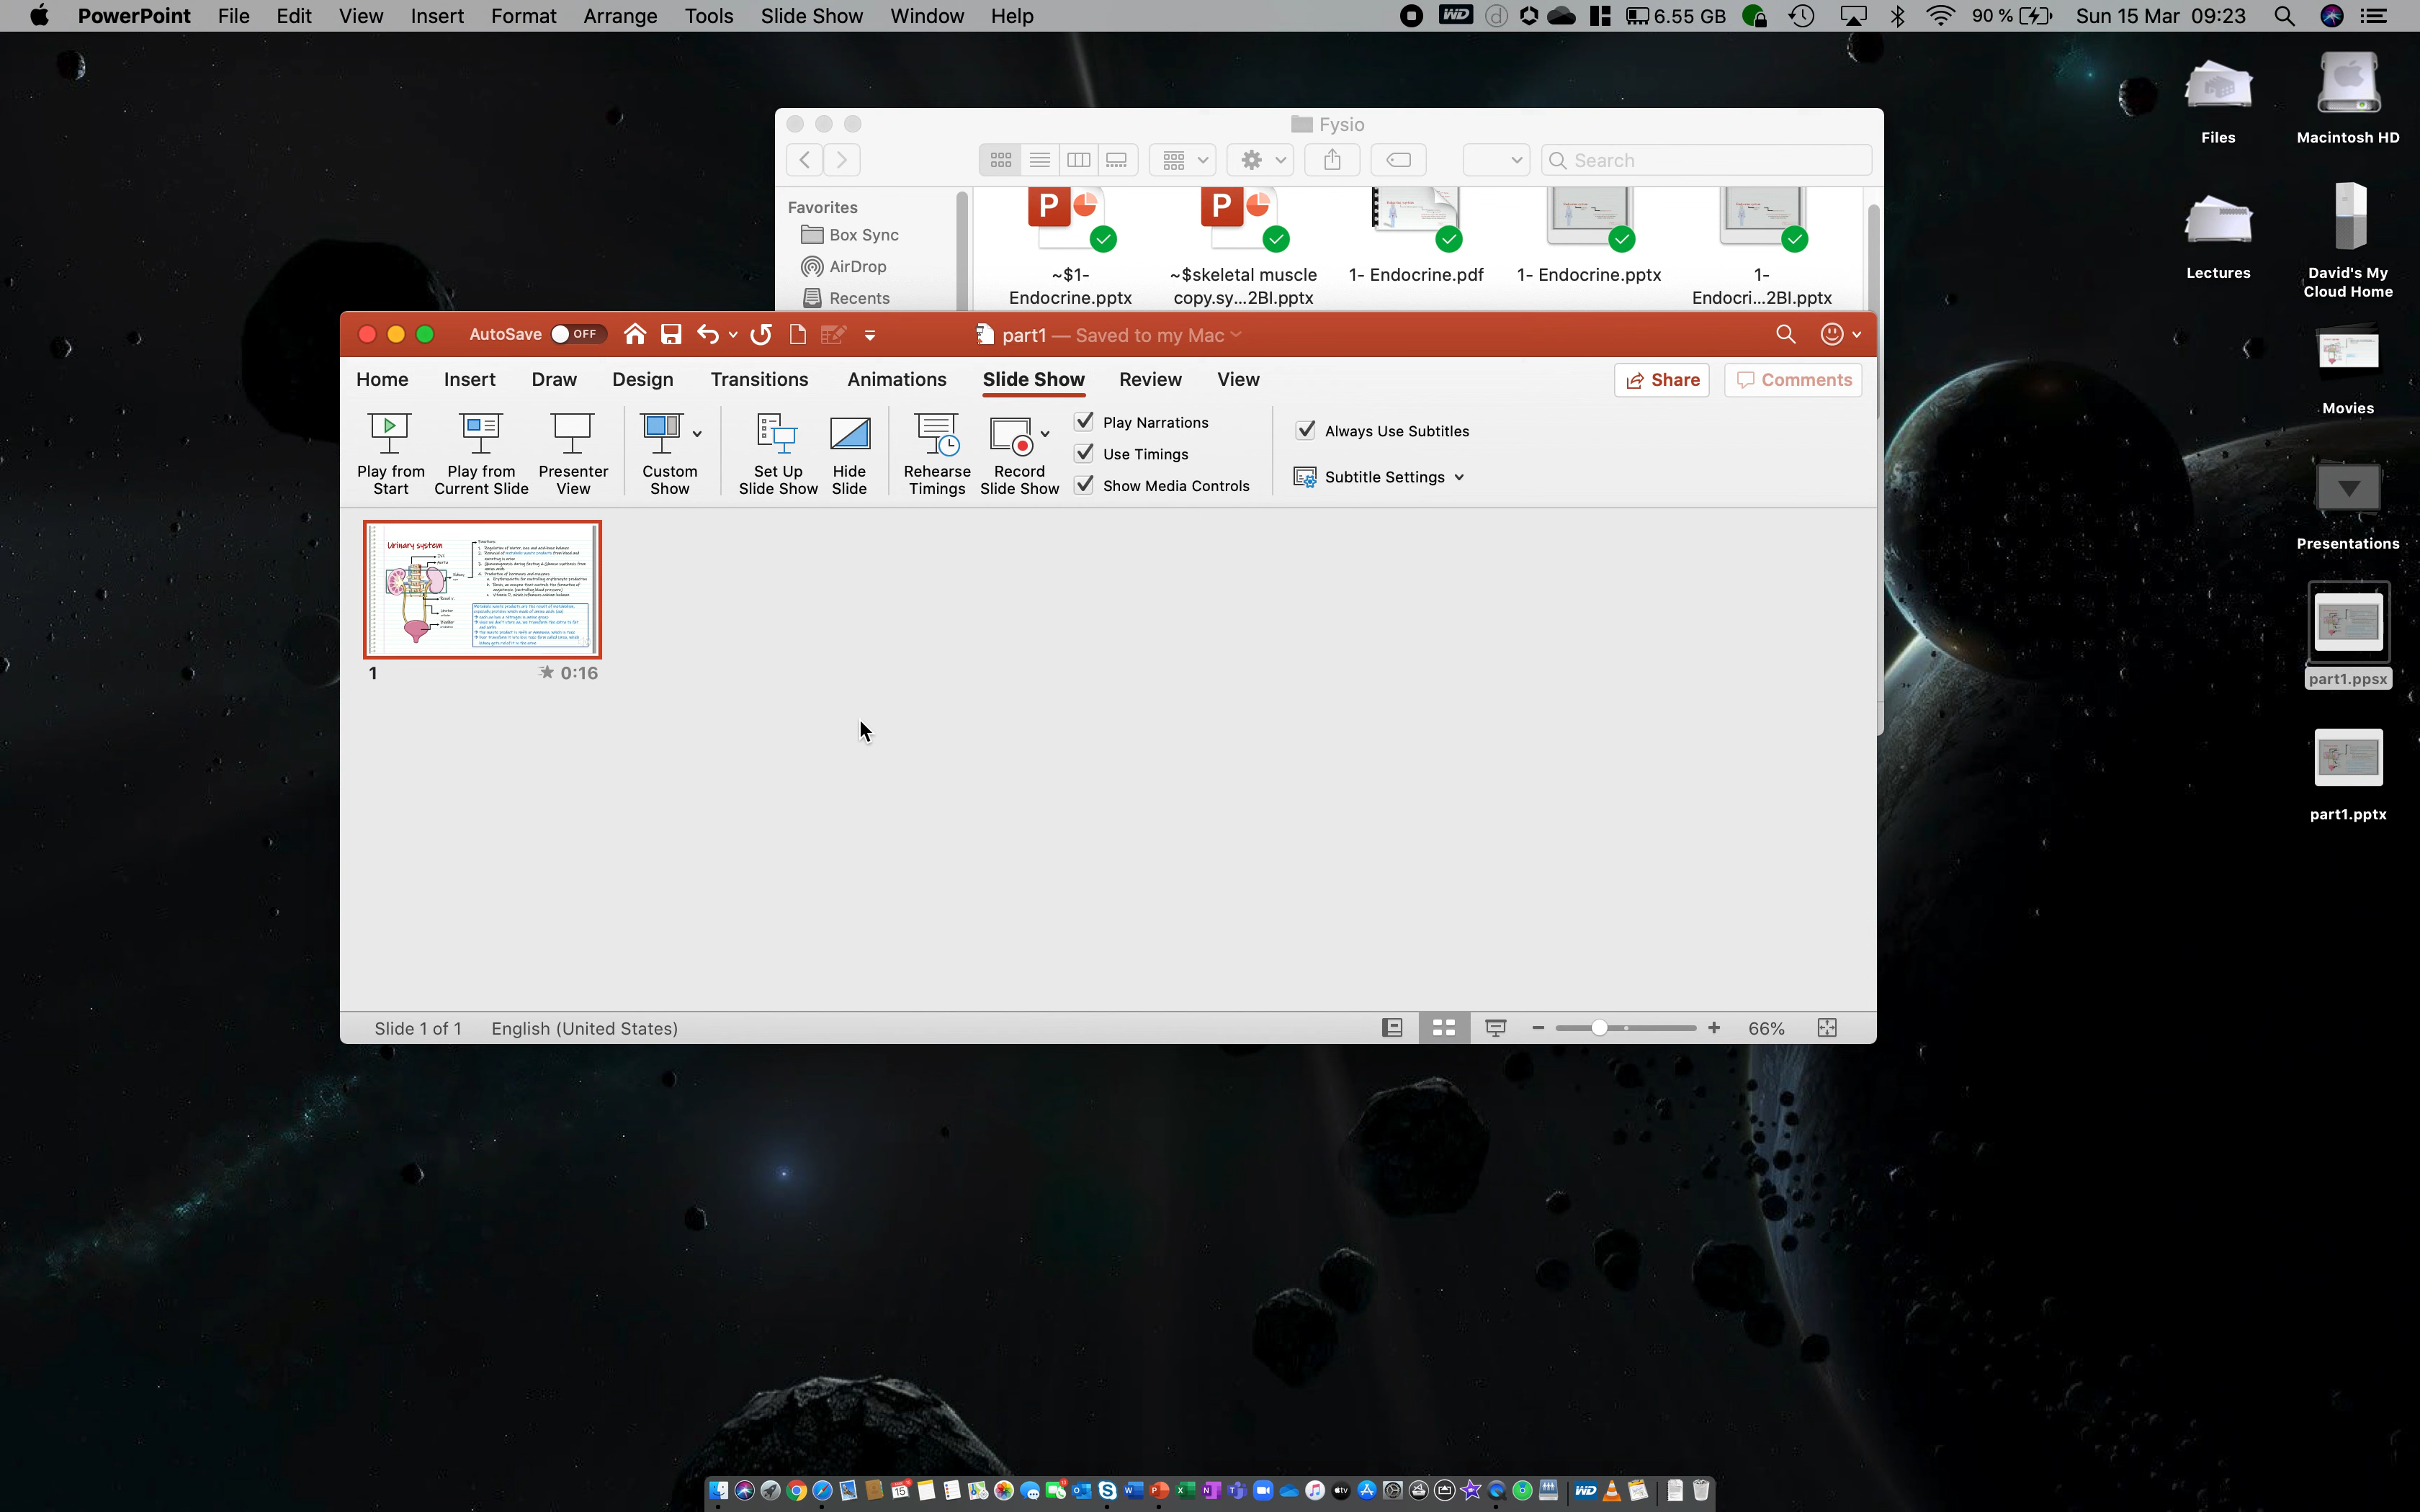 PowerPoint File Edit View Insert Format Arrange Tools Slide Show Window Help WD 6.55 GB 90 % Sun 15 Mar 09:23
Files Macintosh HD
Lectures David's My
Cloud Home
Movies
Presentations
part1.ppsx
part1.pptx
Fysio
Search
Favorites
Box Sync
AirDrop
Recents
~$1-
Endocrine.pptx
~$skeletal muscle
copy.sy...2BI.pptx
1- Endocrine.pdf
1- Endocrine.pptx
1-
Endocri...2BI.pptx
AutoSave OFF part1 — Saved to my Mac
Home Insert Draw Design Transitions Animations Slide Show Review View Share Comments
Play from
Start
Play from
Current Slide
Presenter
View
Custom
Show
Set Up
Slide Show
Hide
Slide
Rehearse
Timings
Record
Slide Show
Play Narrations
Use Timings
Show Media Controls
Always Use Subtitles
Subtitle Settings
Urinary system
1 0:16
Slide 1 of 1 English (United States) 66%